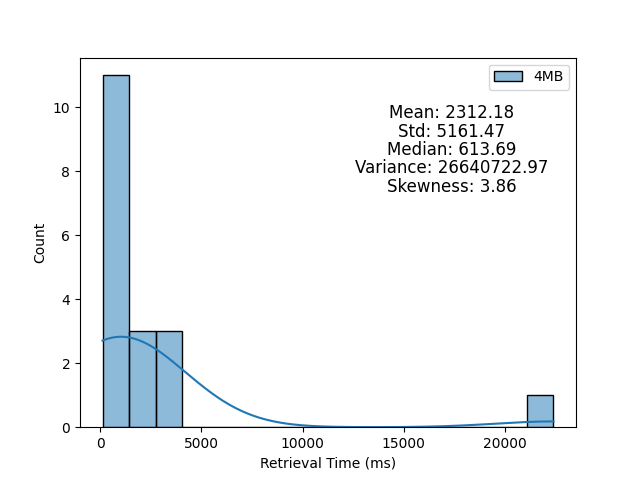 4MB
Mean: 2312.18
Std: 5161.47
Median: 613.69
Variance: 26640722.97
Skewness: 3.86
10
8
6
4
2
0
Count
0 5000 10000 15000 20000
Retrieval Time (ms)